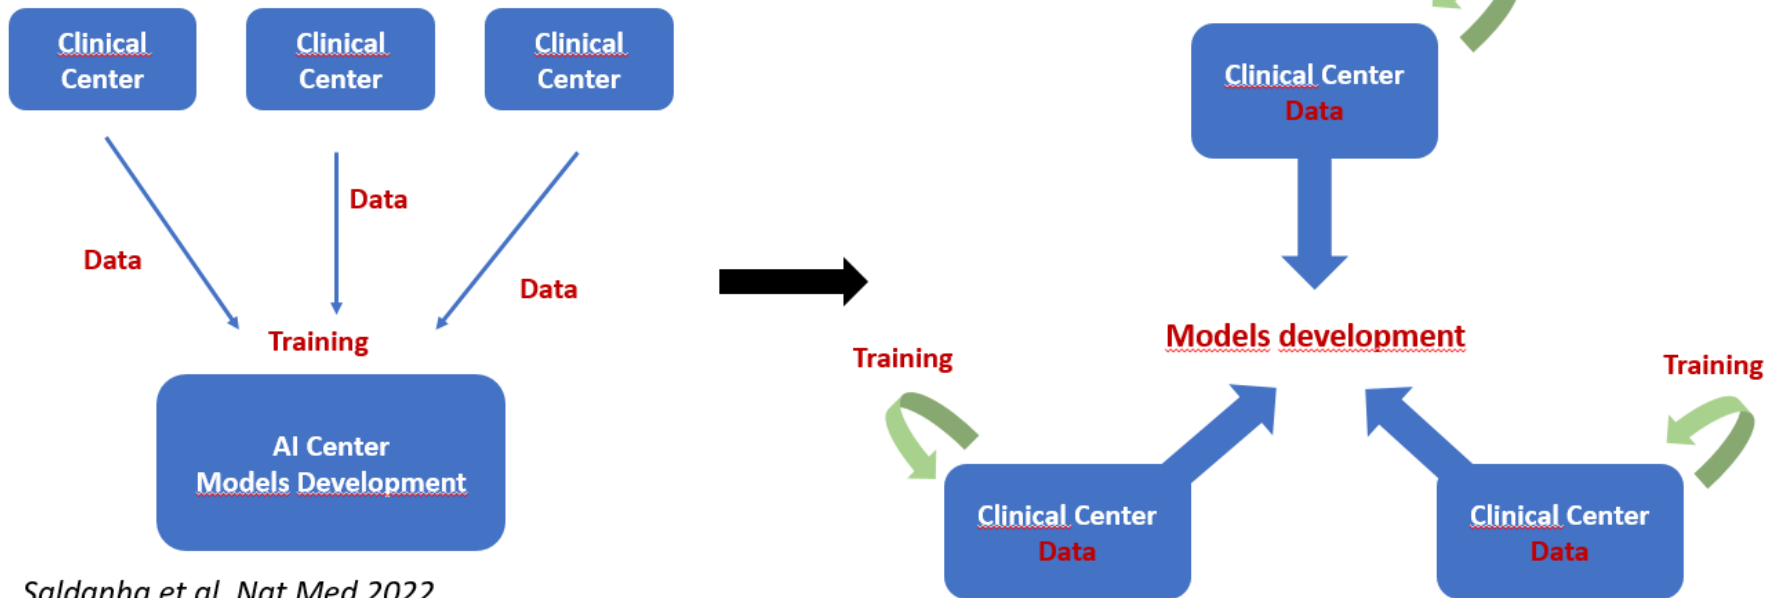 Clinical
Center
Clinical
Center
Clinical
Center
Data
Data
Data
Training
AI Center
Models Development
Saldanha et al. Nat Med 2022
Clinical Center
Data
Models development
Training
Training
Clinical Center
Data
Clinical Center
Data